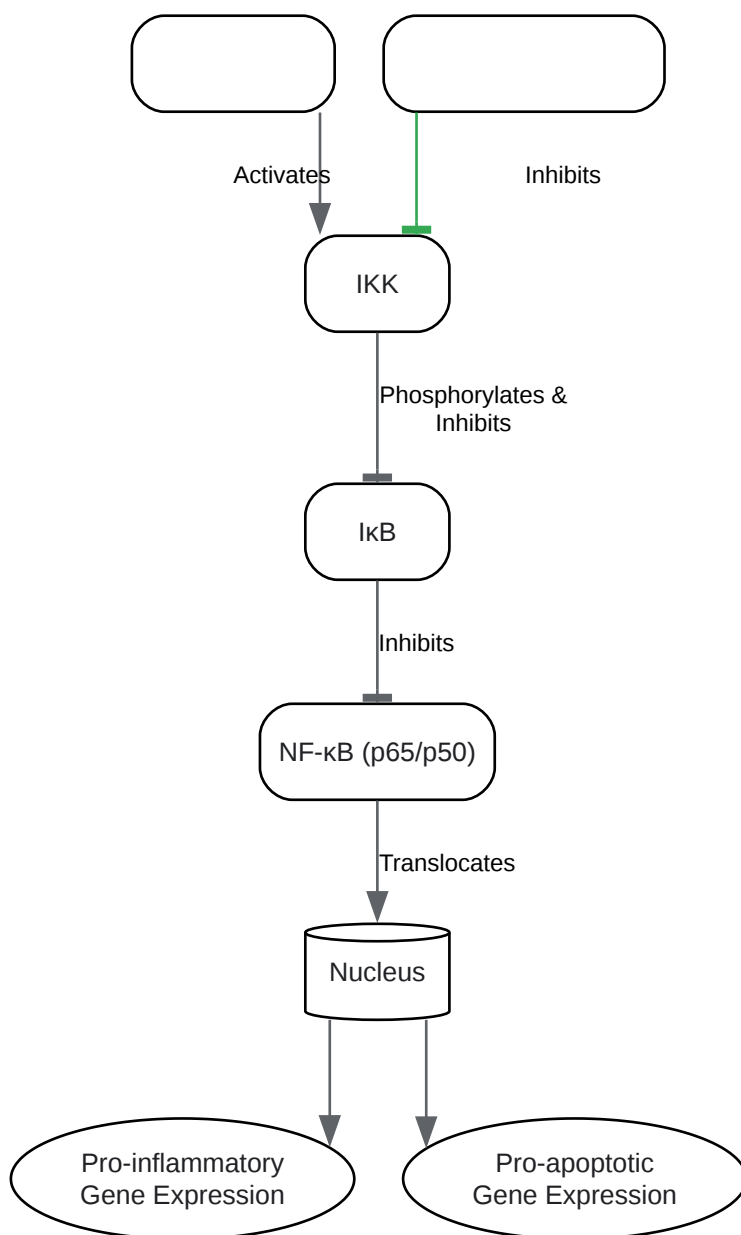 Activates
Inhibits
IKK
Phosphorylates &
Inhibits
IκB
Inhibits
NF-κB (p65/p50)
Translocates
Nucleus
Pro-inflammatory
Gene Expression
Pro-apoptotic
Gene Expression